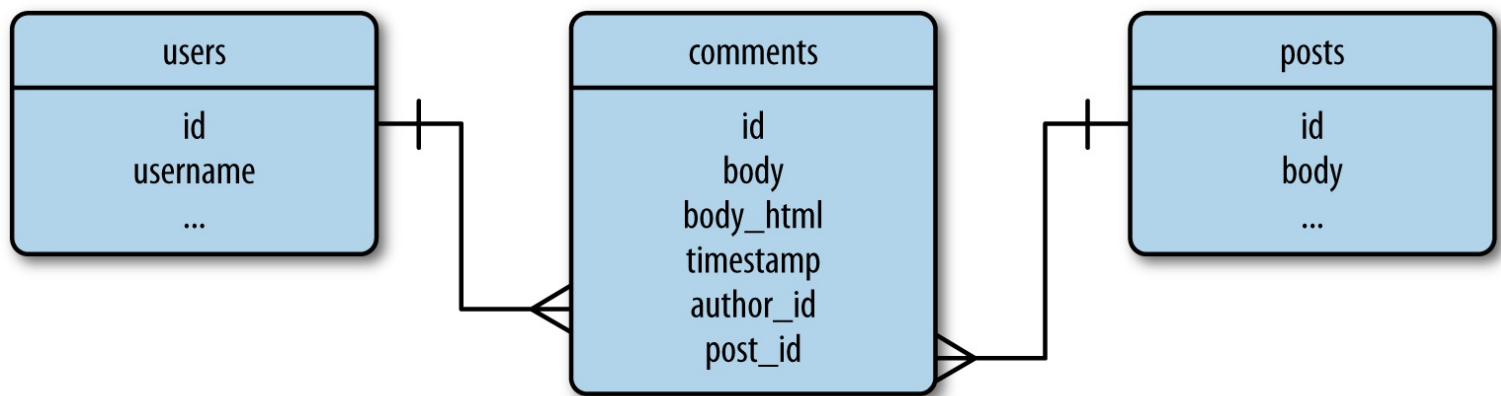 users
id
username
...
comments
id
body
body_html
timestamp
author_id
post_id
posts
id
body
...